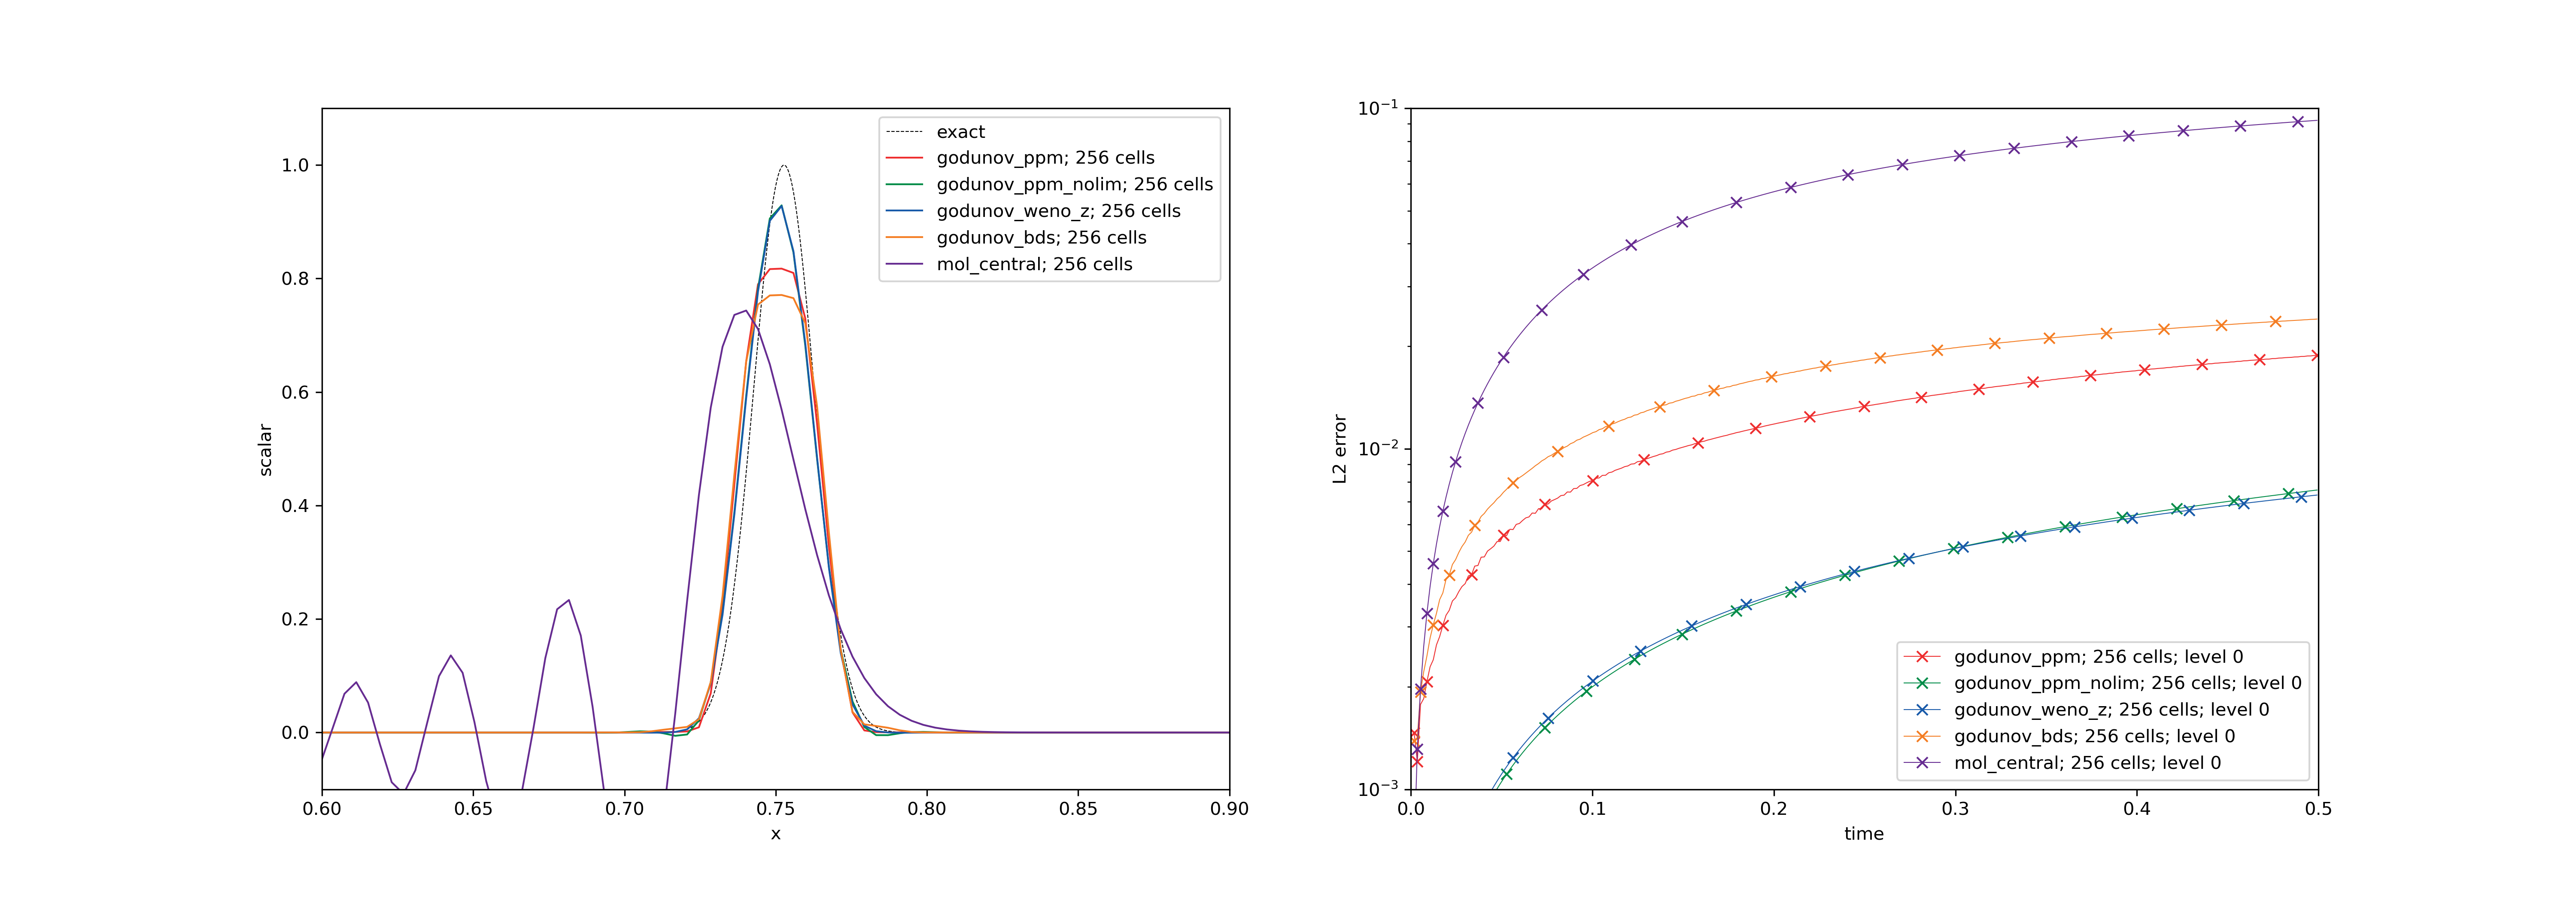 exact
godunov_ppm; 256 cells
godunov_ppm_nolim; 256 cells
godunov_weno_z; 256 cells
godunov_bds; 256 cells
mol_central; 256 cells
1.0
0.8
0.6
0.4
0.2
0.0
scalar
0.60 0.65 0.70 0.75 0.80 0.85 0.90
x
10⁻¹
10⁻²
10⁻³
L2 error
godunov_ppm; 256 cells; level 0
godunov_ppm_nolim; 256 cells; level 0
godunov_weno_z; 256 cells; level 0
godunov_bds; 256 cells; level 0
mol_central; 256 cells; level 0
0.0 0.1 0.2 0.3 0.4 0.5
time